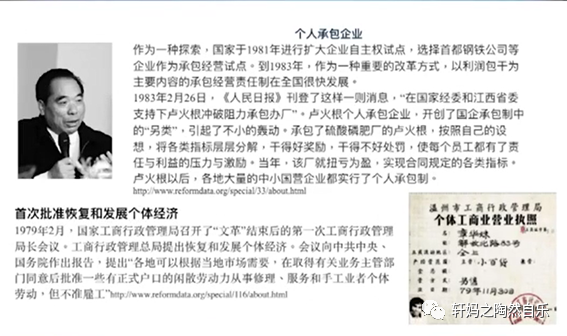 个人承包企业
作为一种探索，国家于1981年进行扩大企业自主权试点，选择首都钢铁公司等
企业作为承包经营试点。到1983年，作为一种重要的改革方式，以利润包干为
主要内容的承包经营责任制在全国很快发展。
1983年2月26日，《人民日报》刊登了这样一则消息，“在国家经委和江西省委
支持下卢火根冲破阻力承包办厂”。卢火根个人承包企业，开创了国企承包制中
的“另类”，引起了不小的轰动。承包了硫酸磷肥厂的卢火根，按照自己的设
想，将各类指标层层分解，干得好奖励，干得不好处罚，使每个员工都有了责
任与利益的压力与激励。当年，该厂就扭亏为盈，实现合同规定的各类指标。
卢火根以后，各地大量的中小国营企业都实行了个人承包制。
http://www.reformdata.org/special/33/about.html
首次批准恢复和发展个体经济
1979年2月，国家工商行政管理局召开了“文革”结束后的第一次工商行政管理
局长会议。工商行政管理总局提出恢复和发展个体经济。会议向中共中央、
国务院作出报告，提出“各地可以根据当地市场需要，在取得有关业务主管部
门同意后批准一些有正式户口的闲散劳动力从事修理、服务和手工业者个体
劳动，但不准雇工”http://www.reformdata.org/special/116/about.html
温州市工商行政管理局
个体工商业营业执照
章华妹
解放北路83号
小百货
79年11月30日
轩妈之陶然自乐